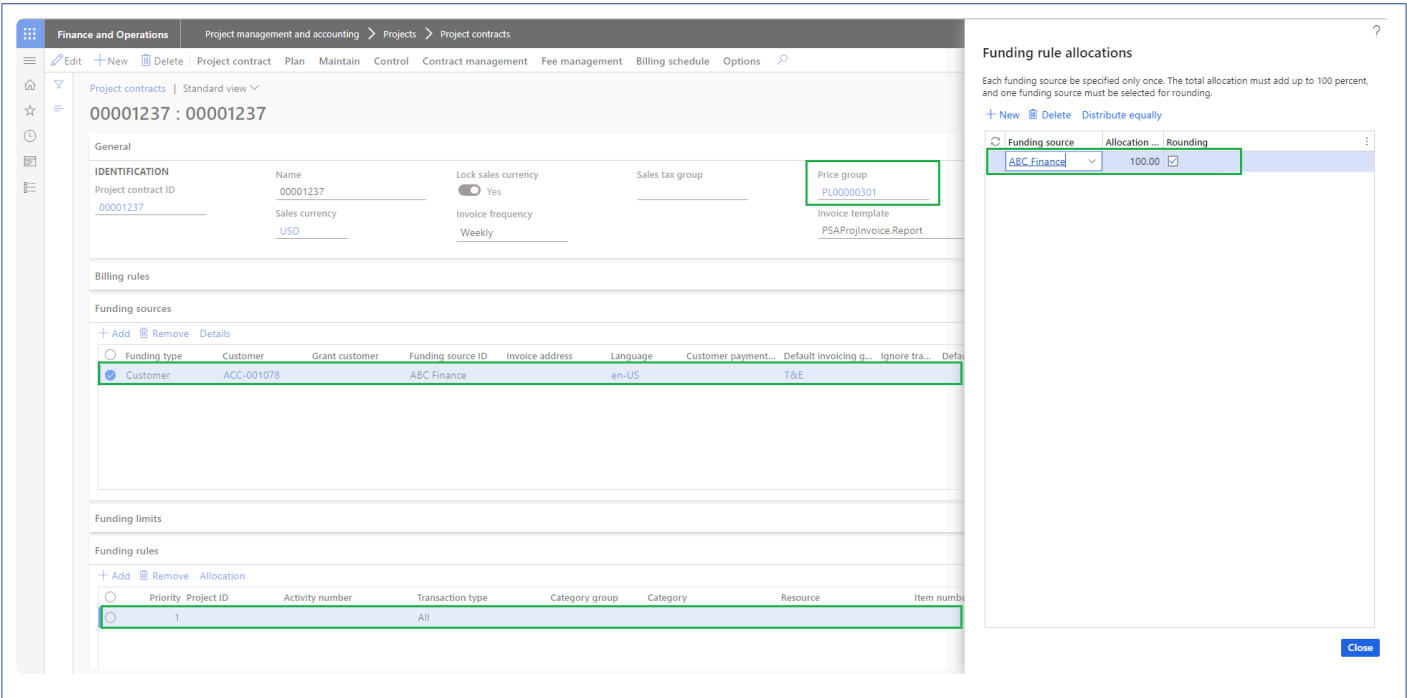 Finance and Operations Project management and accounting > Projects > Project contracts ?
Edit + New Delete Project contract Plan Maintain Control Contract management Fee management Billing schedule Options
Project contracts | Standard view
00001237 : 00001237
General
IDENTIFICATION Name Lock sales currency Sales tax group Price group
Project contract ID 00001237 Yes PL00000301
00001237 Sales currency Invoice frequency Invoice template
USD Weekly PSAProjInvoice.Report
Billing rules
Funding sources
+ Add Remove Details
Funding type Customer Grant customer Funding source ID Invoice address Language Customer payment... Default invoicing g... Ignore tra... Defau
Customer ACC-001078 ABC Finance en-US T&E
Funding limits
Funding rules
+ Add Remove Allocation
Priority Project ID Activity number Transaction type Category group Category Resource Item numbe
1 All
Funding rule allocations
Each funding source be specified only once. The total allocation must add up to 100 percent,
and one funding source must be selected for rounding.
+ New Delete Distribute equally
Funding source Allocation ... Rounding
ABC Finance 100.00
Close